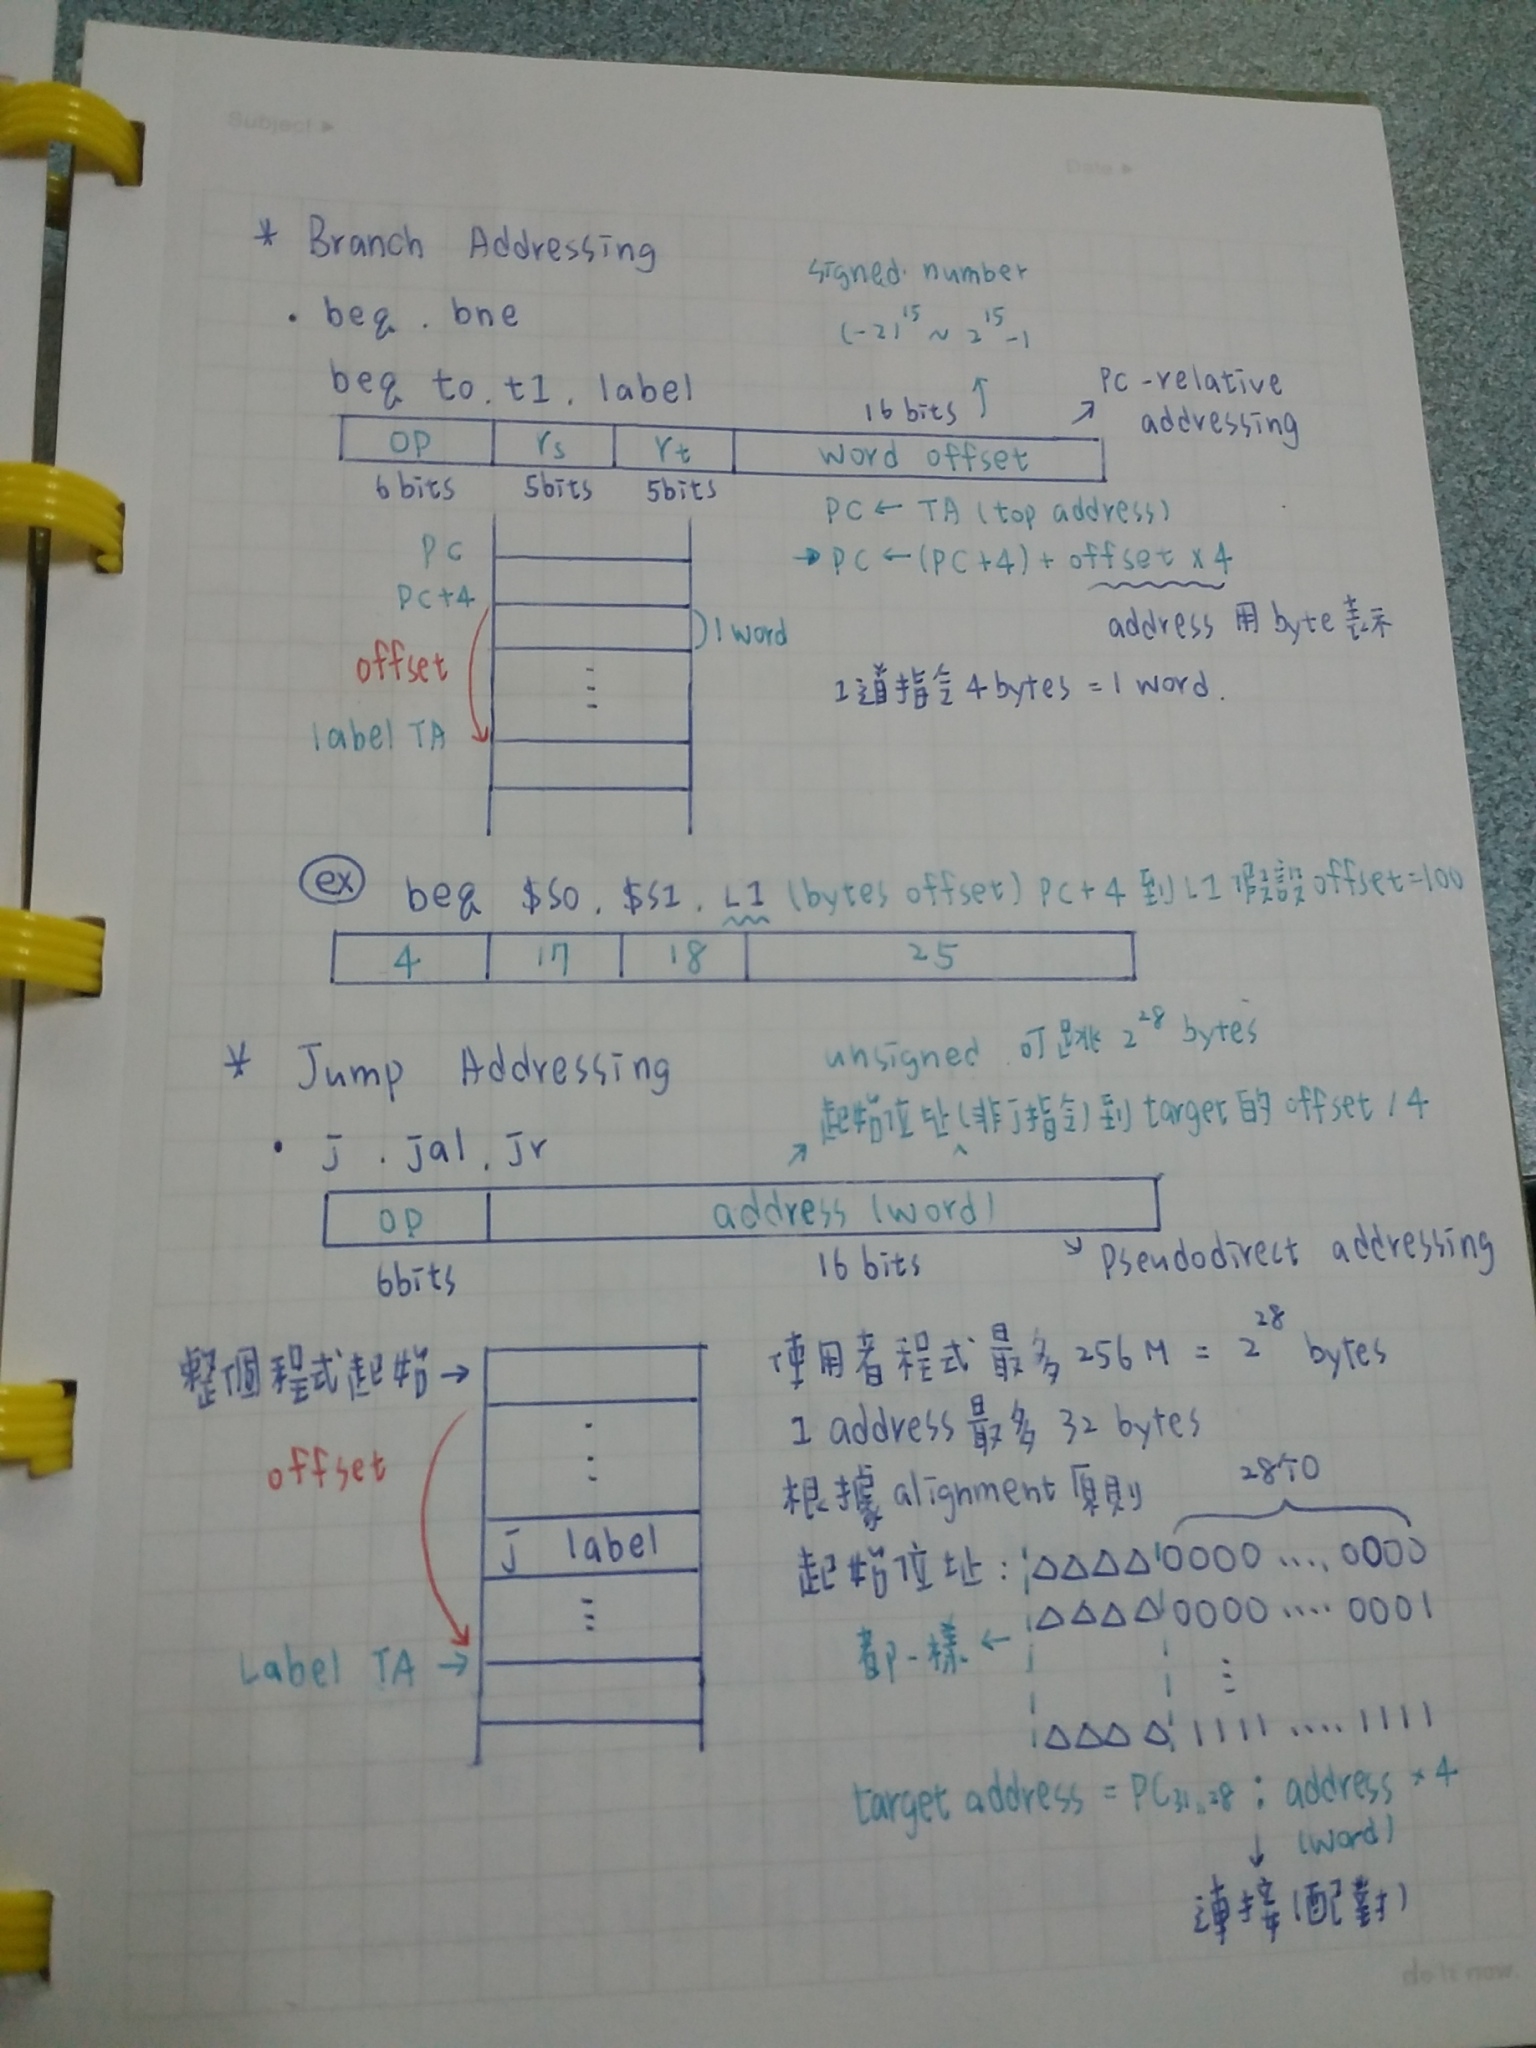 Subject ▸
Date ▸
* Branch Addressing
signed number
(-2)^15 ~ 2^15 -1
· beq . bne
beq t0. t1. label
16 bits ↑
↗ PC-relative addressing
op rs rt word offset
6 bits 5bits 5bits
PC ← TA (top address)
→ PC ← (PC+4) + offset × 4
address 用 byte 表示
1道指令 4 bytes = 1 word.
PC
PC+4
1 word
offset
⋮
label TA
ex beq $S0. $S1. L1 (bytes offset) PC+4 到 L1 假設 offset=100
4 17 18 25
* Jump Addressing
unsigned. 可跳 2^28 bytes
起始位址(非j指令)到 target 的 offset / 4
· j . jal . jr
op address (word)
6bits 16 bits
↘ Pseudodirect addressing
整個程式起始 →
offset
⋮
j label
⋮
Label TA →
使用者程式最多 256 M = 2^28 bytes
1 address 最多 32 bytes
根據 alignment 原則
28個0
起始位址: △△△△0000 .... 0000
△△△△0000 .... 0001
都一樣 ←
⋮
△△△△1111 .... 1111
target address = PC31..28 : address × 4
↓ (word)
連接(配對)
do it now.